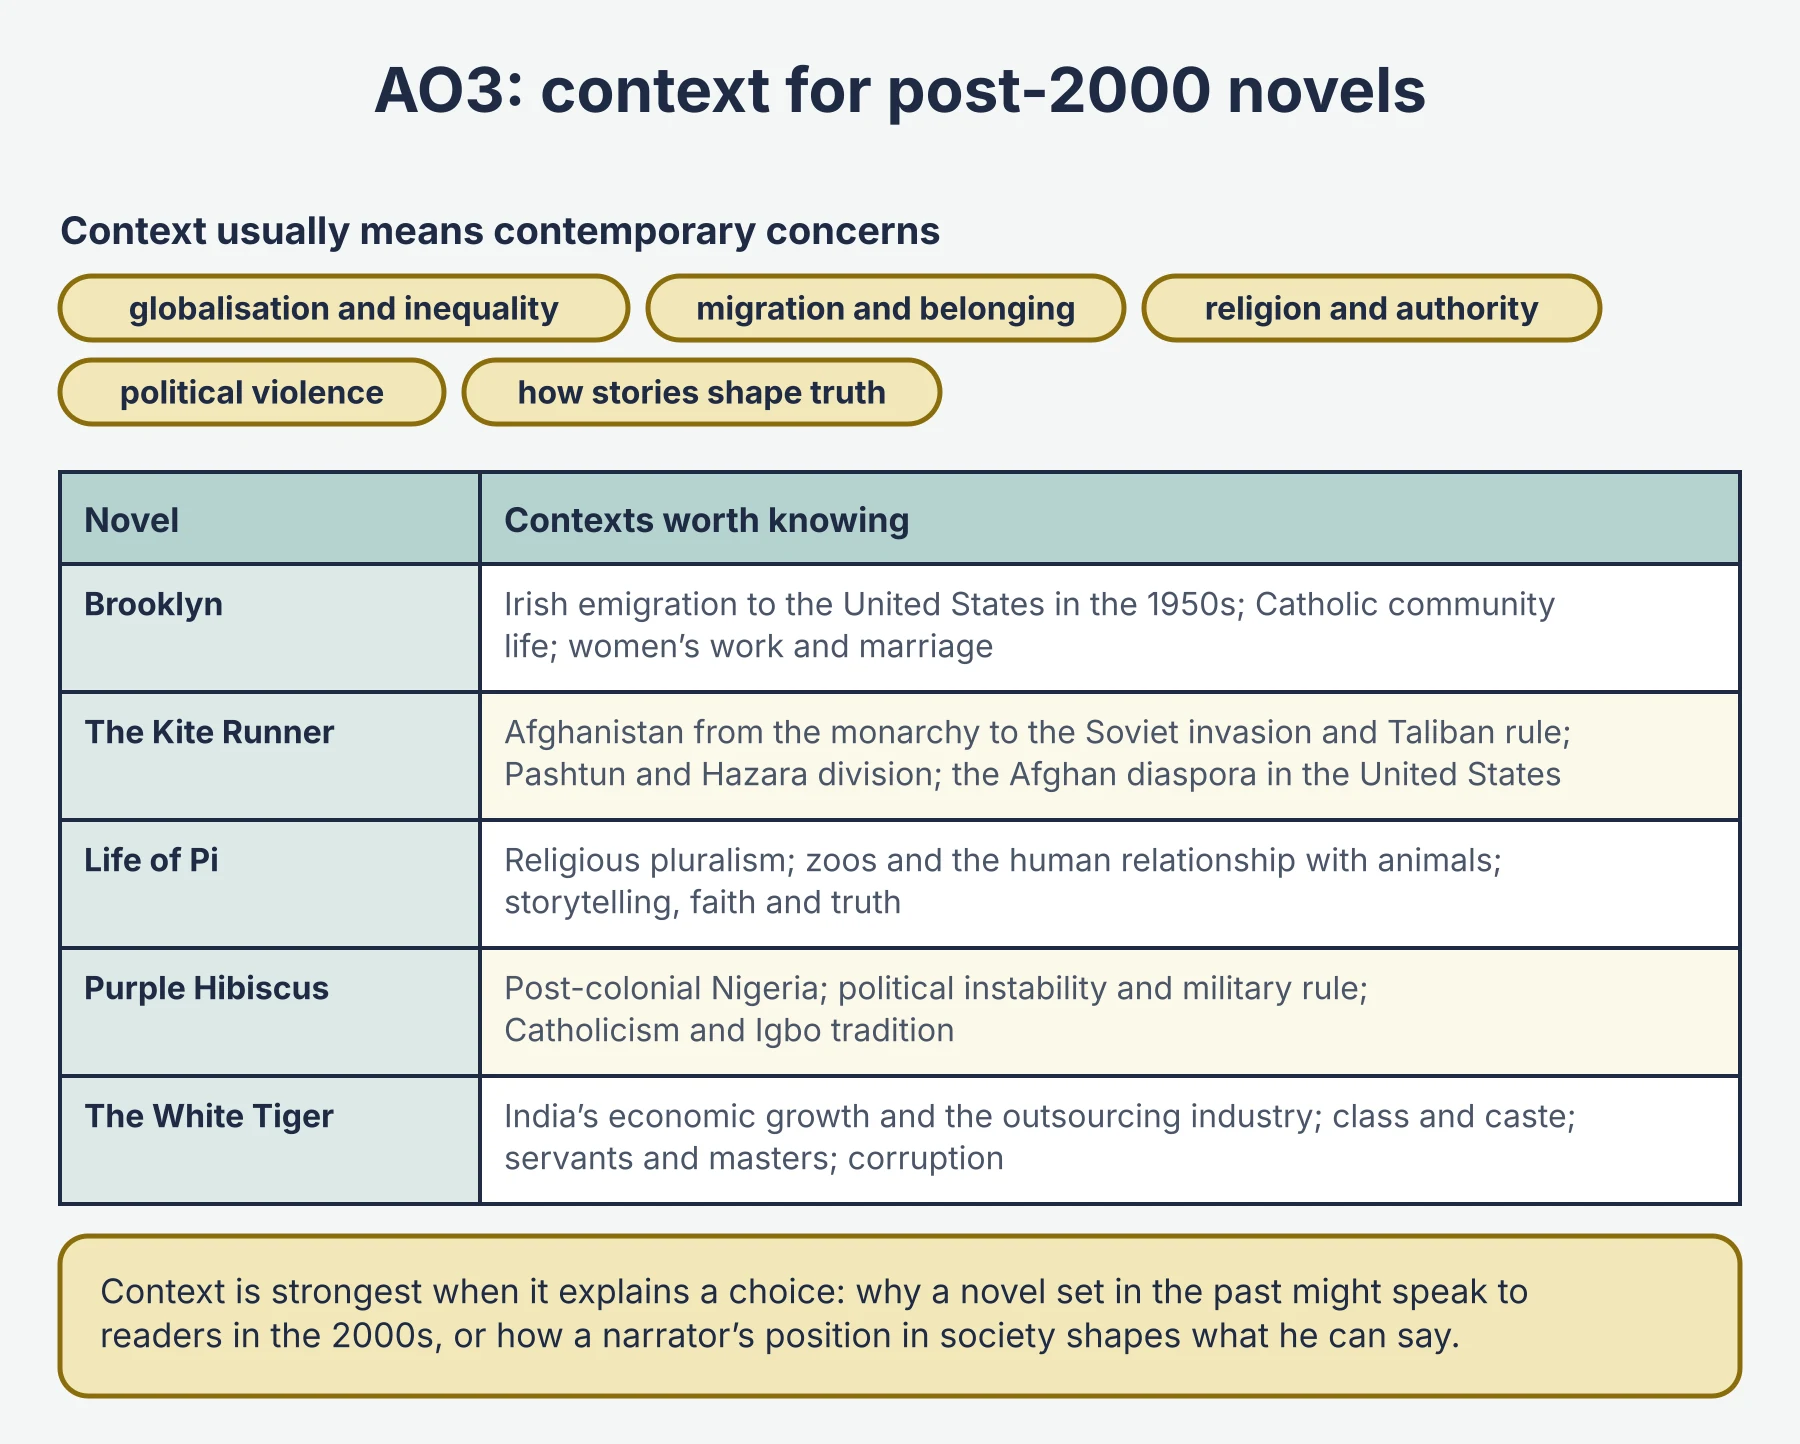 AO3: context for post-2000 novels
Context usually means contemporary concerns
globalisation and inequality
migration and belonging
religion and authority
political violence
how stories shape truth
Novel
Contexts worth knowing
Brooklyn
Irish emigration to the United States in the 1950s; Catholic community
life; women’s work and marriage
The Kite Runner
Afghanistan from the monarchy to the Soviet invasion and Taliban rule;
Pashtun and Hazara division; the Afghan diaspora in the United States
Life of Pi
Religious pluralism; zoos and the human relationship with animals;
storytelling, faith and truth
Purple Hibiscus
Post-colonial Nigeria; political instability and military rule;
Catholicism and Igbo tradition
The White Tiger
India’s economic growth and the outsourcing industry; class and caste;
servants and masters; corruption
Context is strongest when it explains a choice: why a novel set in the past might speak to
readers in the 2000s, or how a narrator’s position in society shapes what he can say.